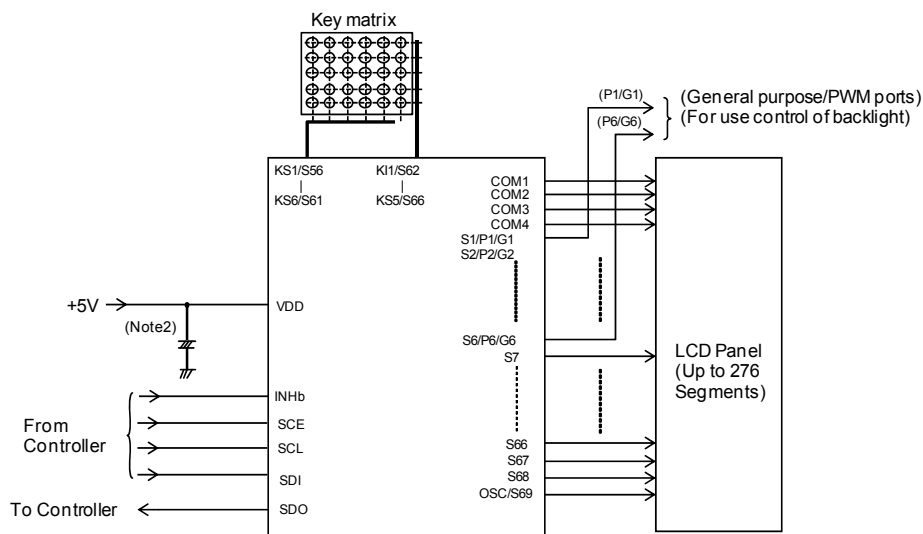 Key matrix
(P1/G1)
(P6/G6)
(General purpose/PWM ports)
(For use control of backlight)
KS1/S56
KS6/S61
KI1/S62
KS5/S66
COM1
COM2
COM3
COM4
S1/P1/G1
S2/P2/G2
S6/P6/G6
S7
S66
S67
S68
OSC/S69
+5V
(Note2)
VDD
From
Controller
INHb
SCE
SCL
SDI
To Controller
SDO
LCD Panel
(Up to 276
Segments)